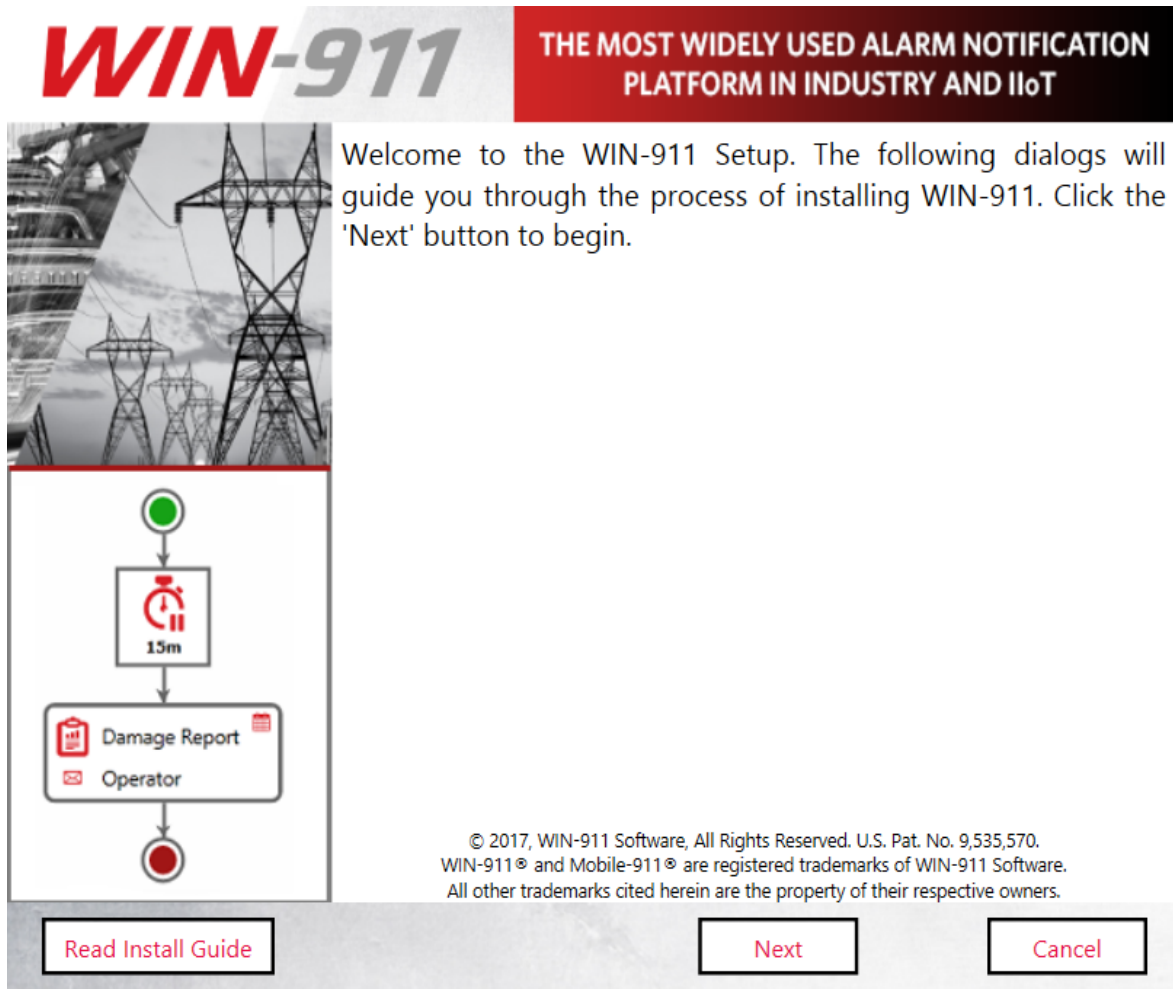 WIN-911
THE MOST WIDELY USED ALARM NOTIFICATION
PLATFORM IN INDUSTRY AND IIoT
Welcome to the WIN-911 Setup. The following dialogs will
guide you through the process of installing WIN-911. Click the
'Next' button to begin.
15m
Damage Report
Operator
© 2017, WIN-911 Software, All Rights Reserved. U.S. Pat. No. 9,535,570.
WIN-911® and Mobile-911® are registered trademarks of WIN-911 Software.
All other trademarks cited herein are the property of their respective owners.
Read Install Guide
Next
Cancel